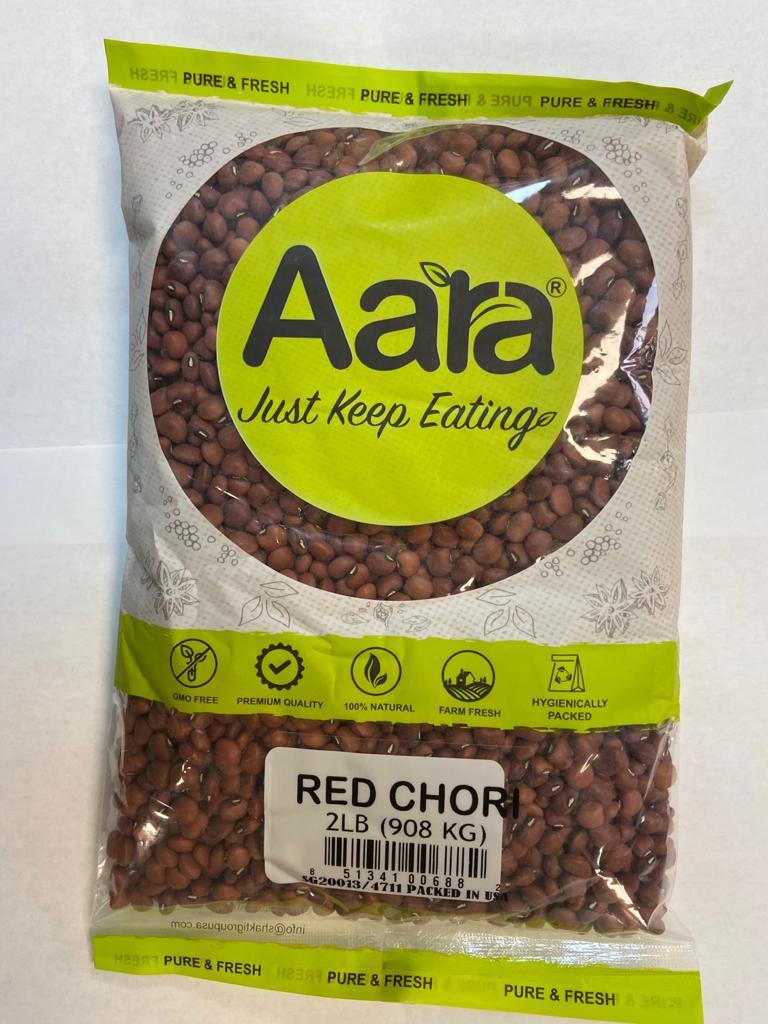 PURE & FRESH PURE & FRESH PURE & FRESH
Aara®
Just Keep Eating
GMO FREE
PREMIUM QUALITY
100% NATURAL
FARM FRESH
HYGIENICALLY
PACKED
RED CHORI
2LB (908 KG)
8 51341 00688 2
SG20013/4711 PACKED IN USA
info@shaktigroupusa.com
PURE & FRESH PURE & FRESH PURE & FRESH